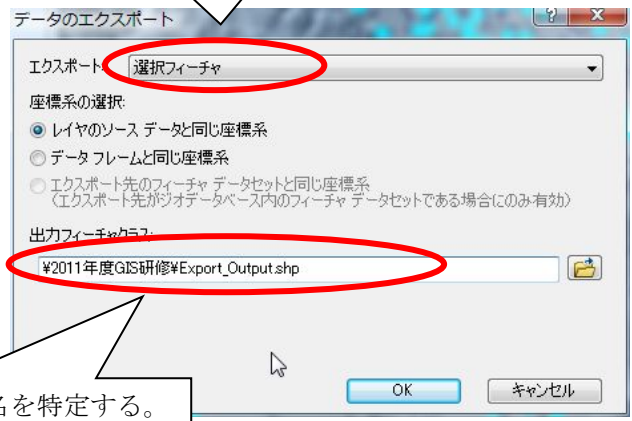 データのエクスポート
エクスポート: 選択フィーチャ
座標系の選択:
レイヤのソース データと同じ座標系
データ フレームと同じ座標系
エクスポート先のフィーチャ データセットと同じ座標系
(エクスポート先がジオデータベース内のフィーチャ データセットである場合にのみ有効)
出力フィーチャクラス:
¥2011年度GIS研修¥Export_Output.shp
OK キャンセル
名を特定する。